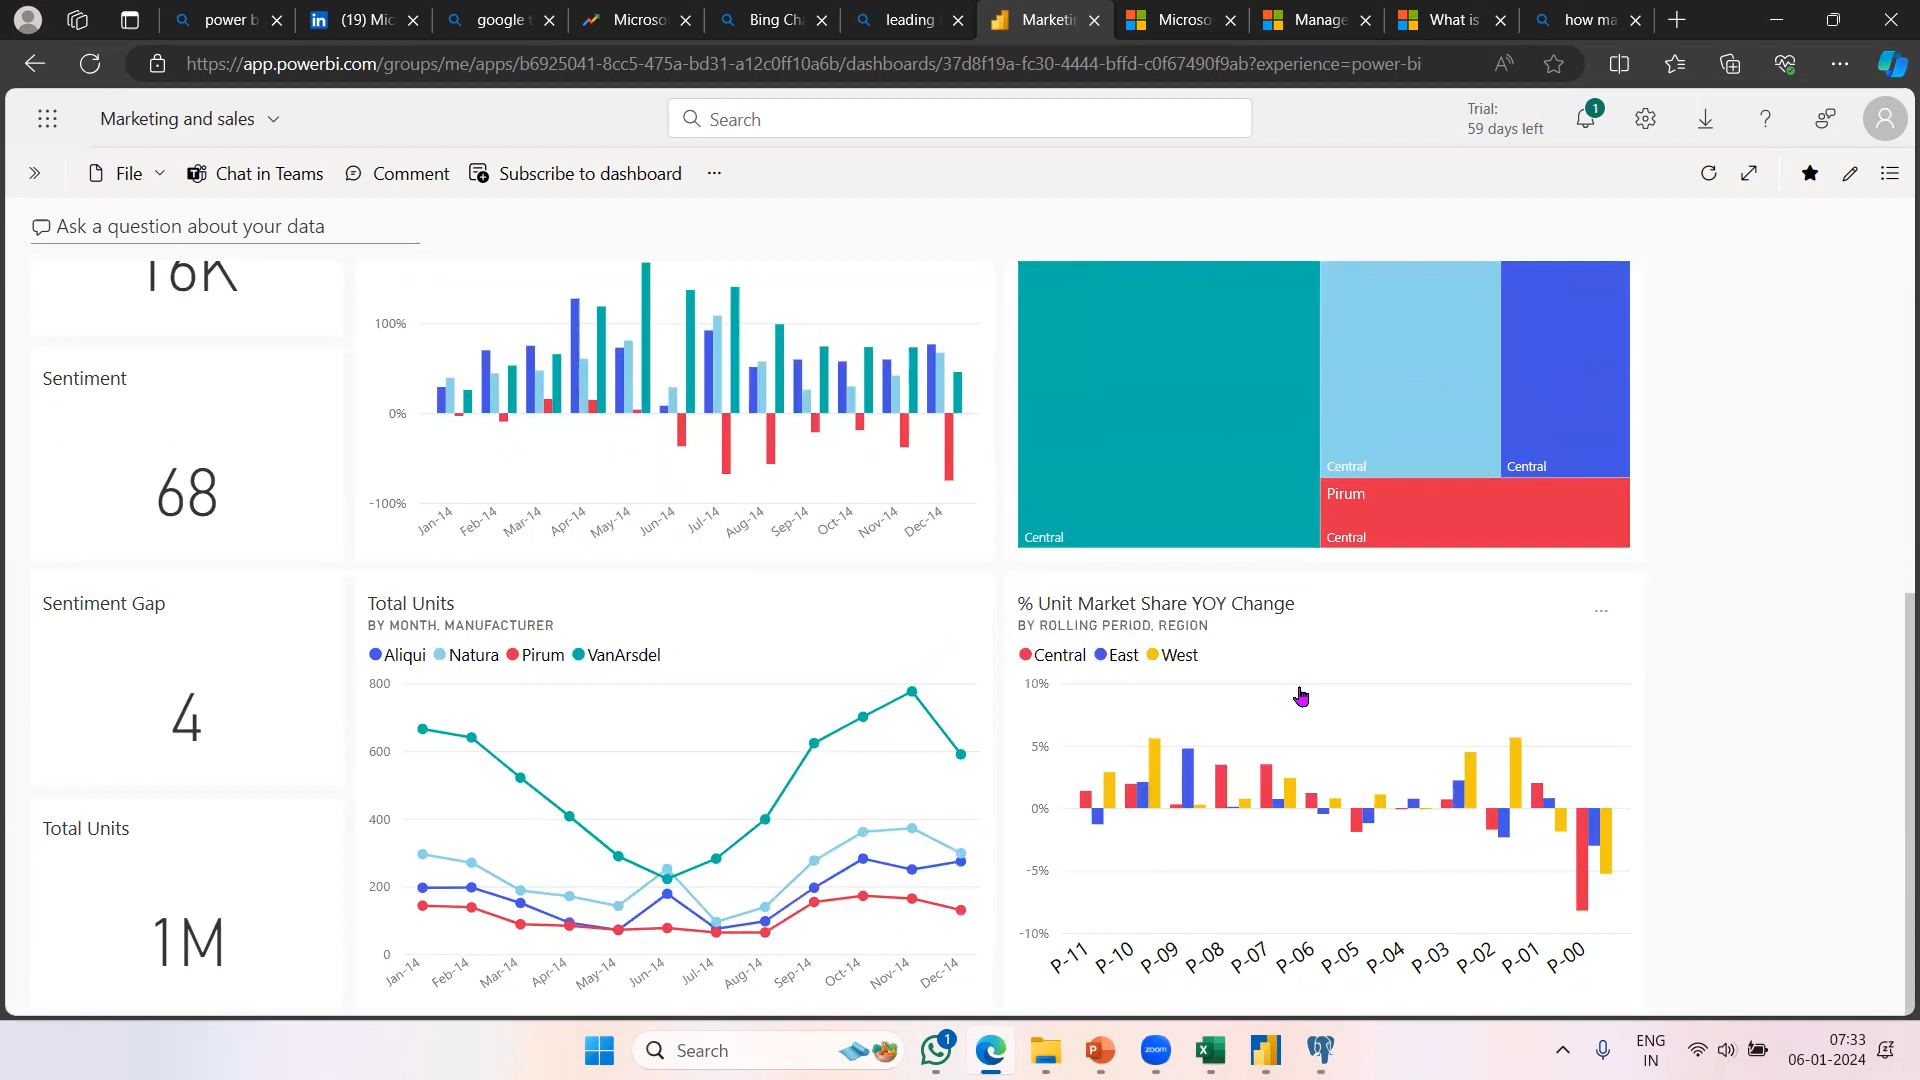 power b
(19) Mic
google t
Microso
Bing Cha
leading
Marketin
Microso
Manage
What is
how ma
https://app.powerbi.com/groups/me/apps/b6925041-8cc5-475a-bd31-a12c0ff10a6b/dashboards/37d8f19a-fc30-4444-bffd-c0f67490f9ab?experience=power-bi
Marketing and sales
Search
Trial:
59 days left
1
File
Chat in Teams
Comment
Subscribe to dashboard
Ask a question about your data
16K
Sentiment
68
Sentiment Gap
4
Total Units
1M
100%
0%
-100%
Jan-14 Feb-14 Mar-14 Apr-14 May-14 Jun-14 Jul-14 Aug-14 Sep-14 Oct-14 Nov-14 Dec-14
Central
Central
Central
Pirum
Central
Total Units
BY MONTH, MANUFACTURER
Aliqui Natura Pirum VanArsdel
800
600
400
200
0
Jan-14 Feb-14 Mar-14 Apr-14 May-14 Jun-14 Jul-14 Aug-14 Sep-14 Oct-14 Nov-14 Dec-14
% Unit Market Share YOY Change
BY ROLLING PERIOD, REGION
Central East West
10%
5%
0%
-5%
-10%
P-11 P-10 P-09 P-08 P-07 P-06 P-05 P-04 P-03 P-02 P-01 P-00
Search
1
zoom
ENG
IN
07:33
06-01-2024